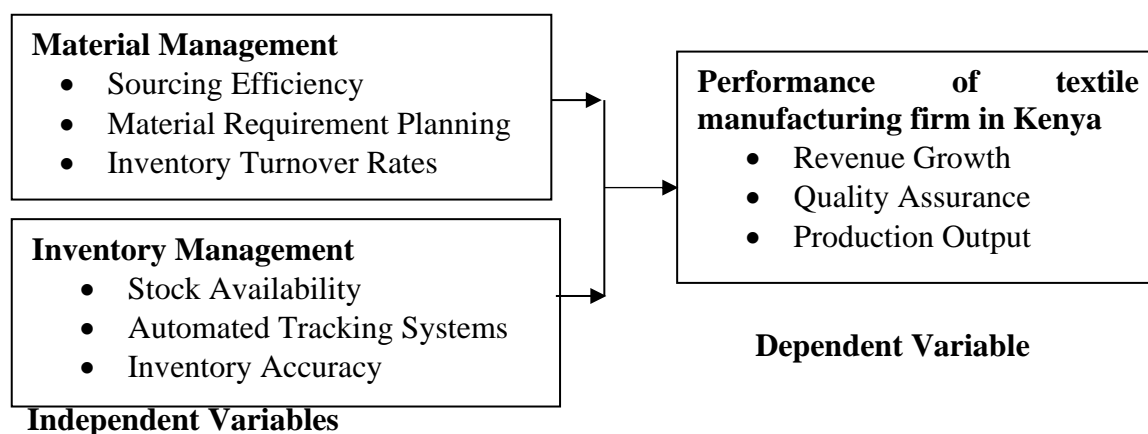 Material Management
• Sourcing Efficiency
• Material Requirement Planning
• Inventory Turnover Rates
Inventory Management
• Stock Availability
• Automated Tracking Systems
• Inventory Accuracy
Independent Variables
Performance of textile
manufacturing firm in Kenya
• Revenue Growth
• Quality Assurance
• Production Output
Dependent Variable